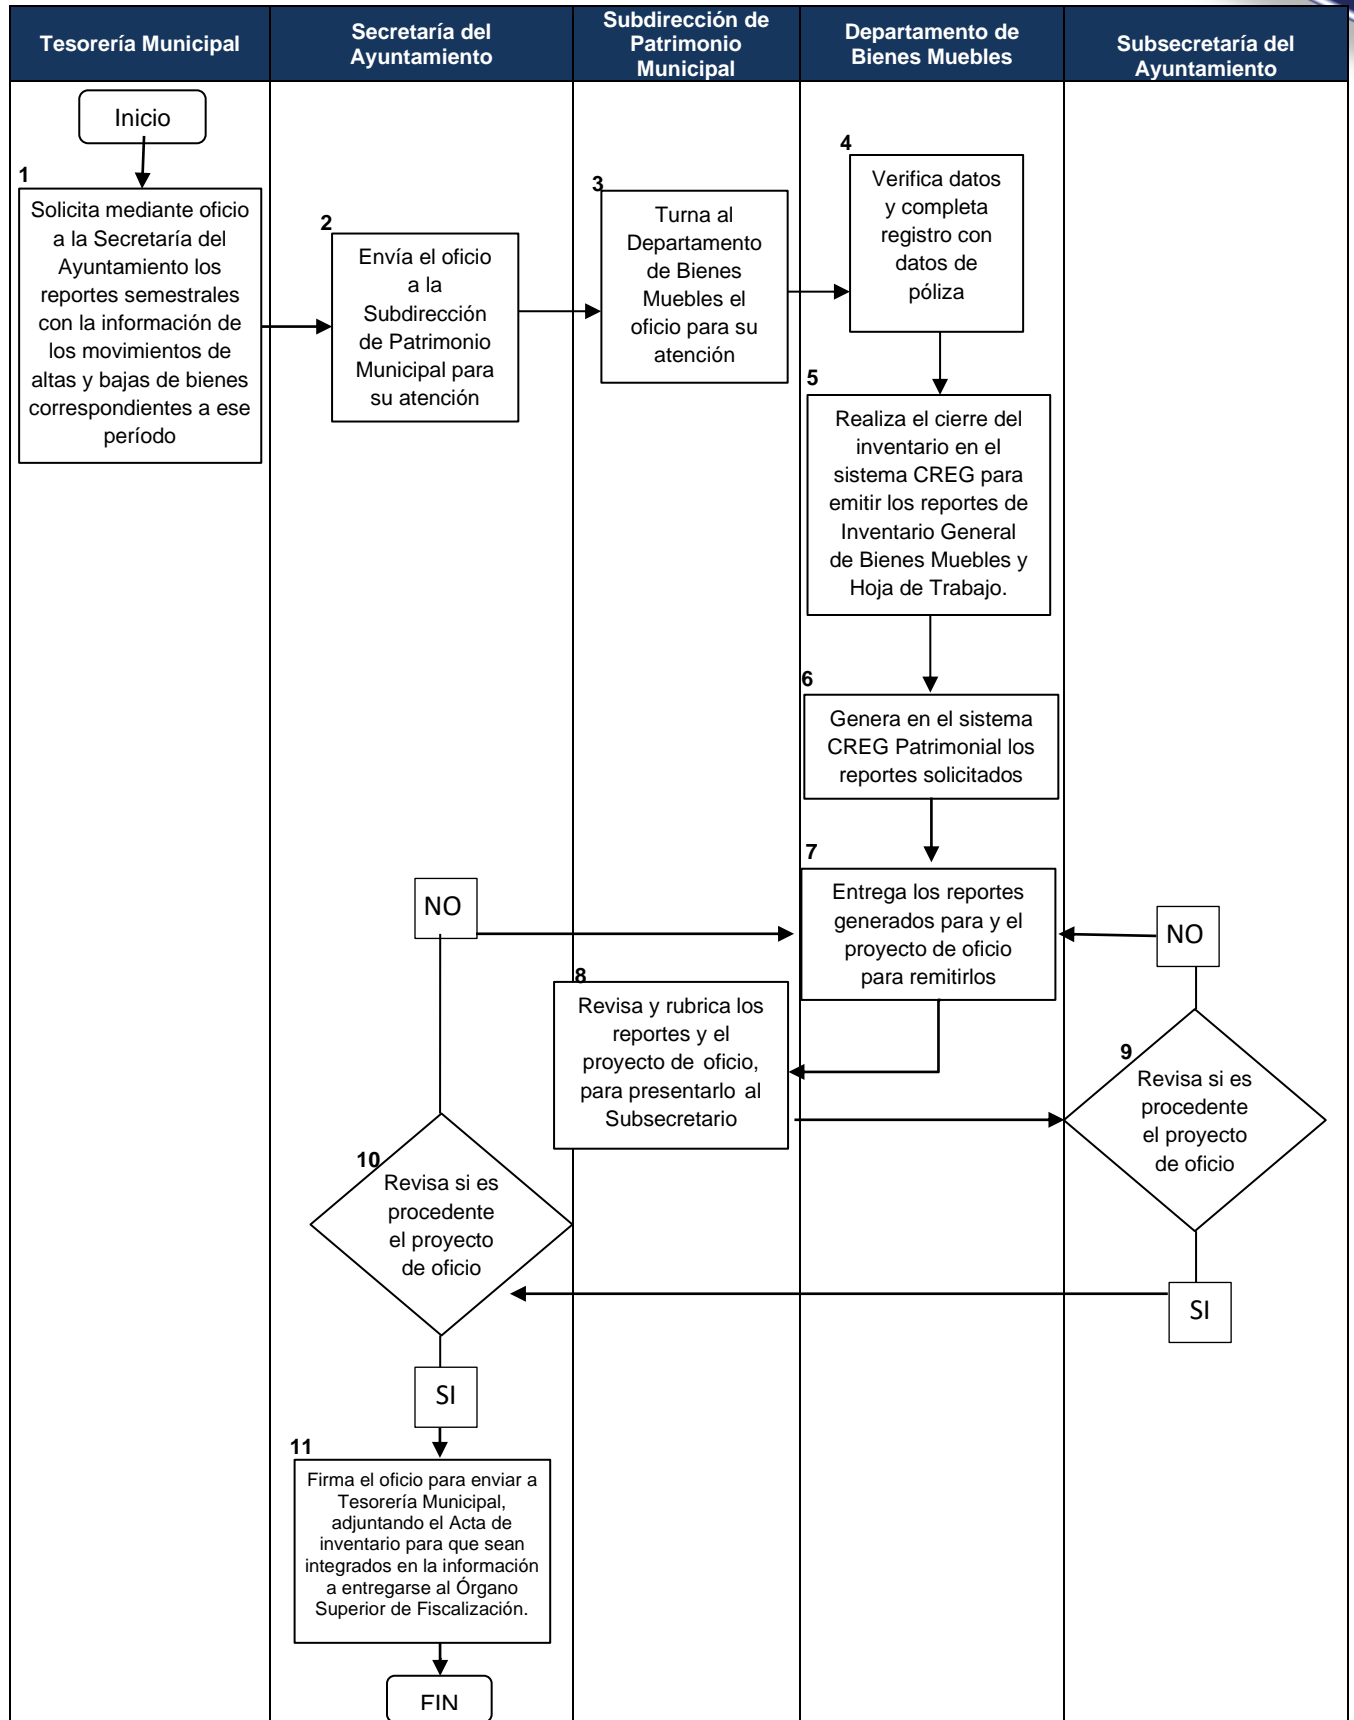 Tesorería Municipal
Secretaría del
Ayuntamiento
Subdirección de
Patrimonio
Municipal
Departamento de
Bienes Muebles
Subsecretaría del
Ayuntamiento
Inicio
1
Solicita mediante oficio
a la Secretaría del
Ayuntamiento los
reportes semestrales
con la información de
los movimientos de
altas y bajas de bienes
correspondientes a ese
período
2
Envía el oficio
a la
Subdirección
de Patrimonio
Municipal para
su atención
3
Turna al
Departamento
de Bienes
Muebles el
oficio para su
atención
4
Verifica datos
y completa
registro con
datos de
póliza
5
Realiza el cierre del
inventario en el
sistema CREG para
emitir los reportes de
Inventario General
de Bienes Muebles y
Hoja de Trabajo.
6
Genera en el sistema
CREG Patrimonial los
reportes solicitados
7
Entrega los reportes
generados para y el
proyecto de oficio
para remitirlos
8
Revisa y rubrica los
reportes y el
proyecto de oficio,
para presentarlo al
Subsecretario
NO
9
Revisa si es
procedente
el proyecto
de oficio
SI
NO
10
Revisa si es
procedente
el proyecto
de oficio
SI
11
Firma el oficio para enviar a
Tesorería Municipal,
adjuntando el Acta de
inventario para que sean
integrados en la información
a entregarse al Órgano
Superior de Fiscalización.
FIN